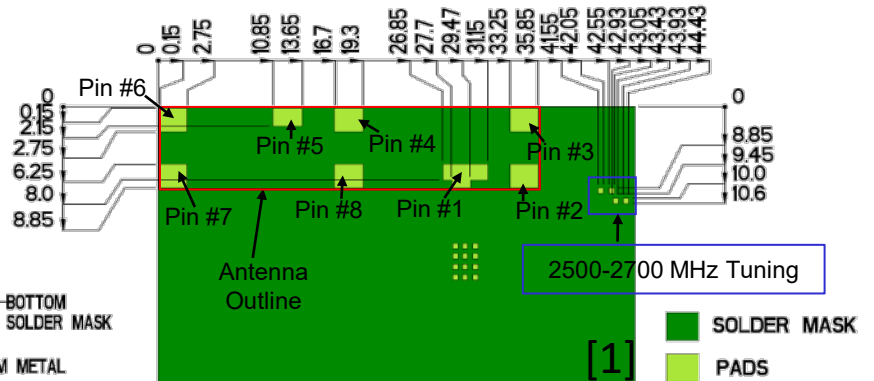 0 0.15 2.75 10.85 13.65 16.7 19.3 26.85 27.7 29.47 31.15 33.25 35.85 41.55 42.05 42.55 42.93 43.05 43.43 43.93 44.43
0
0.15
2.15
2.75
6.25
8.0
8.85
Pin #6
Pin #5
Pin #4
Pin #3
Pin #7
Pin #8
Pin #1
Pin #2
0
8.85
9.45
10.0
10.6
Antenna
Outline
2500-2700 MHz Tuning
BOTTOM
SOLDER MASK
M METAL
[1]
SOLDER MASK
PADS